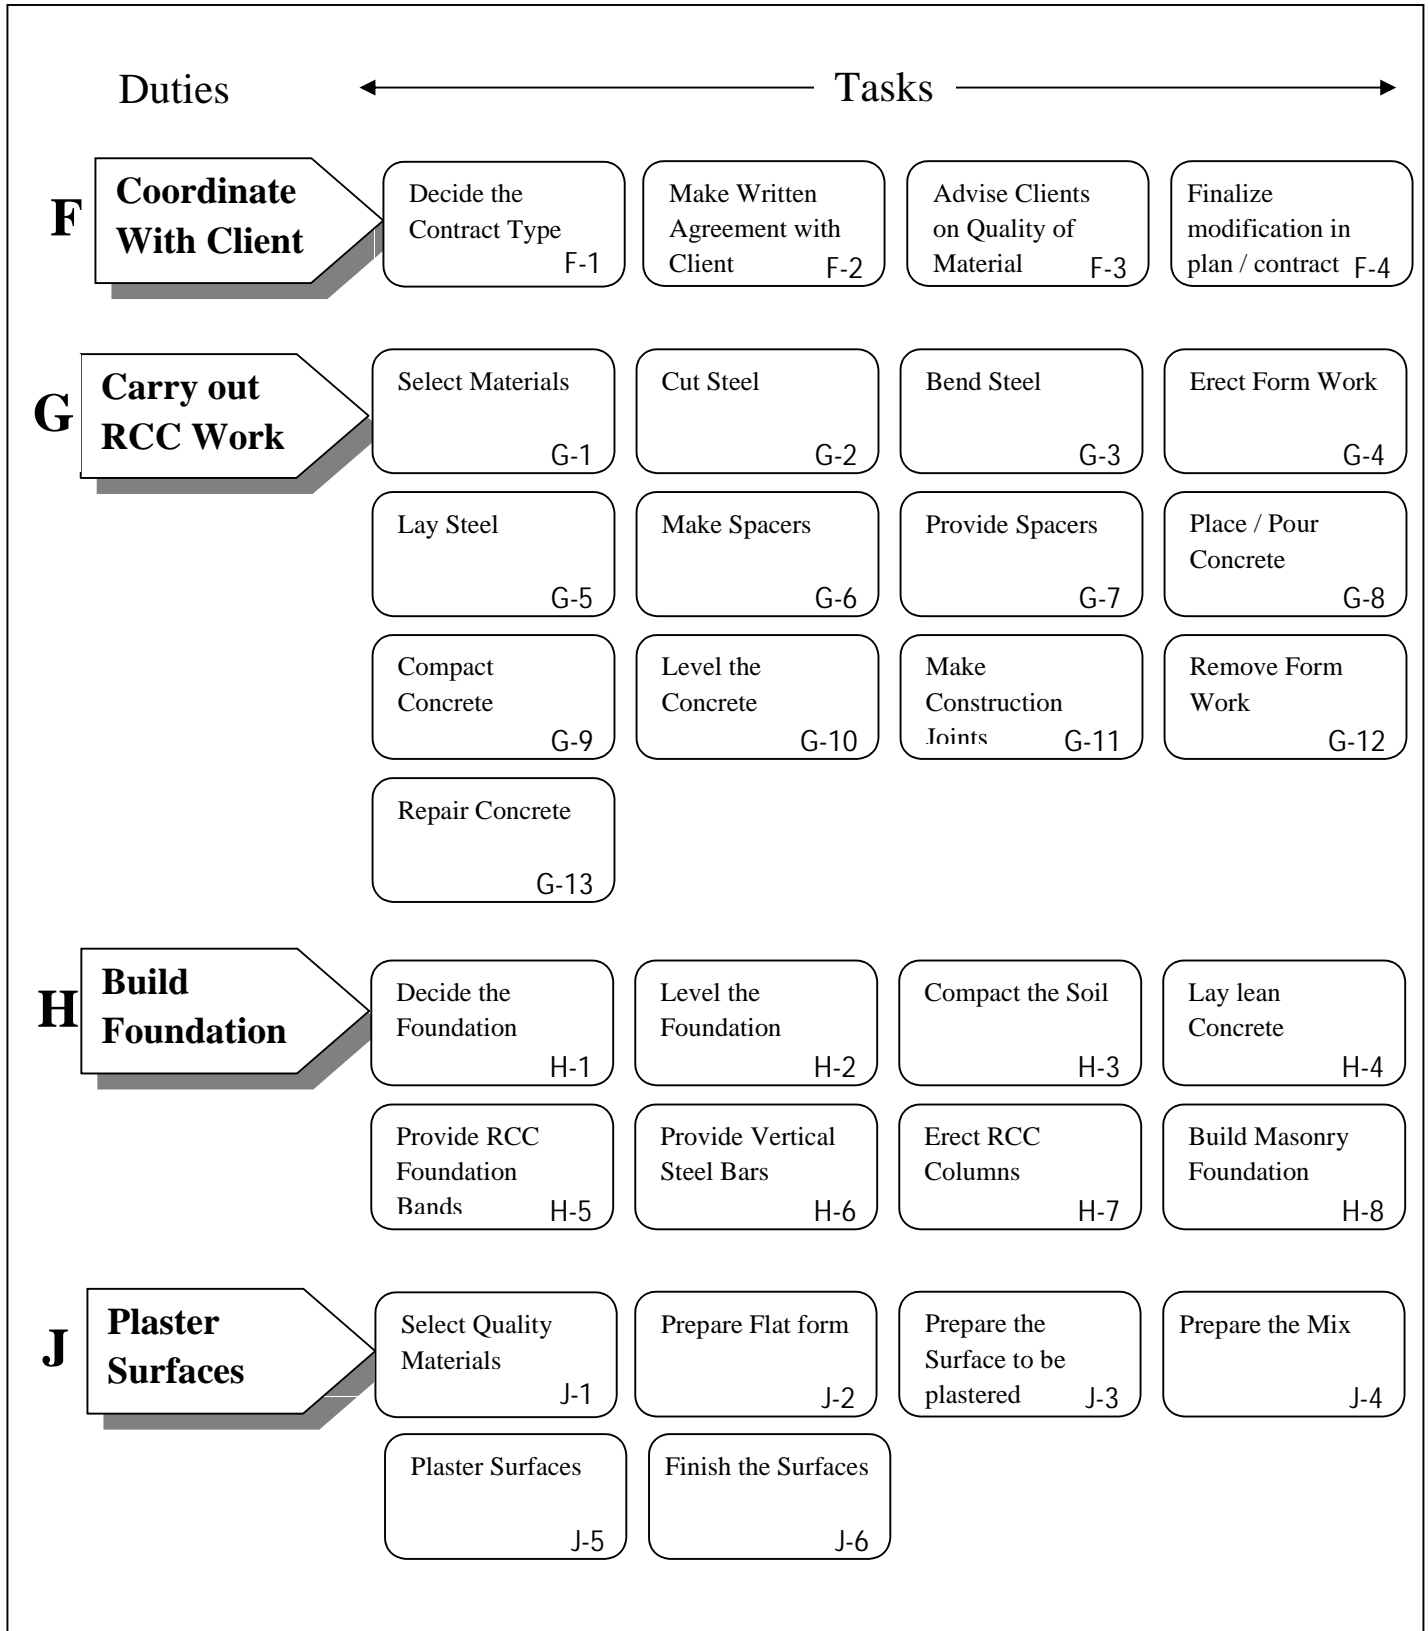 Duties
Tasks
F
Coordinate
With Client
Decide the
Contract Type
F-1
Make Written
Agreement with
Client
F-2
Advise Clients
on Quality of
Material
F-3
Finalize
modification in
plan / contract
F-4
G
Carry out
RCC Work
Select Materials
G-1
Cut Steel
G-2
Bend Steel
G-3
Erect Form Work
G-4
Lay Steel
G-5
Make Spacers
G-6
Provide Spacers
G-7
Place / Pour
Concrete
G-8
Compact
Concrete
G-9
Level the
Concrete
G-10
Make
Construction
Joints
G-11
Remove Form
Work
G-12
Repair Concrete
G-13
H
Build
Foundation
Decide the
Foundation
H-1
Level the
Foundation
H-2
Compact the Soil
H-3
Lay lean
Concrete
H-4
Provide RCC
Foundation
Bands
H-5
Provide Vertical
Steel Bars
H-6
Erect RCC
Columns
H-7
Build Masonry
Foundation
H-8
J
Plaster
Surfaces
Select Quality
Materials
J-1
Prepare Flat form
J-2
Prepare the
Surface to be
plastered
J-3
Prepare the Mix
J-4
Plaster Surfaces
J-5
Finish the Surfaces
J-6